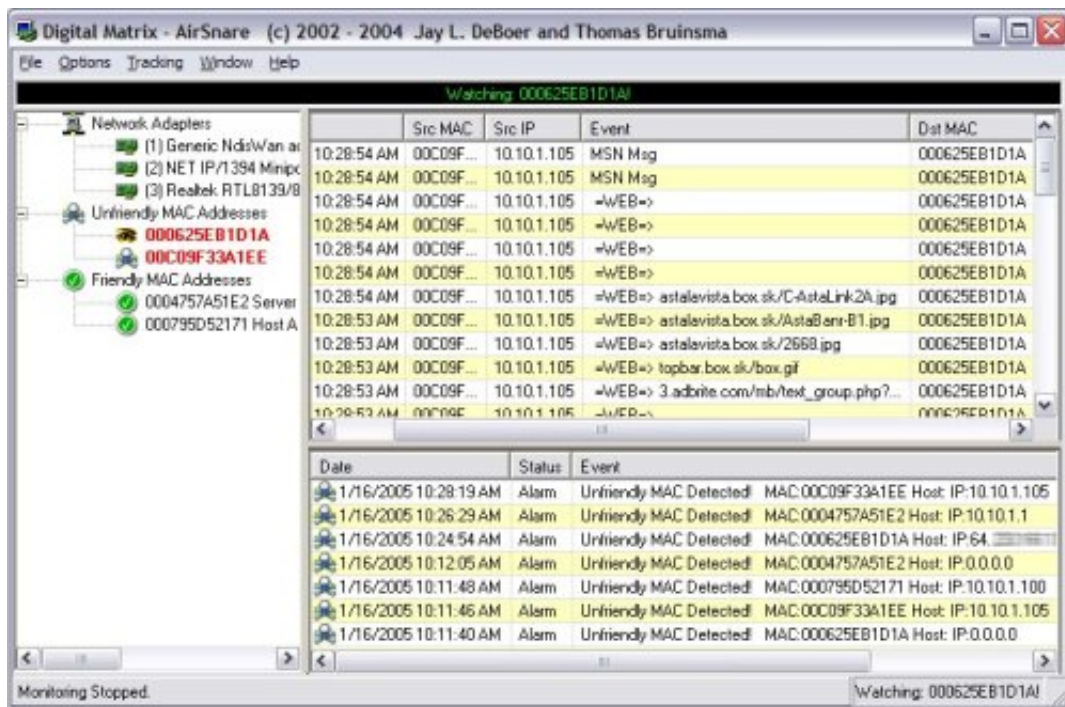 Digital Matrix - AirSnare (c) 2002 - 2004 Jay L. DeBoer and Thomas Bruinsma
File Options Tracking Window Help
Watching: 000625EB1D1A!
Network Adapters
(1) Generic NdisWan a
(2) NET IP/1394 Minipo
(3) Realtek RTL8139/8
Unfriendly MAC Addresses
000625EB1D1A
00C09F33A1EE
Friendly MAC Addresses
0004757A51E2 Server
000795D52171 Host A
Src MAC Src IP Event Dst MAC
10:28:54 AM 00C09F... 10.10.1.105 MSN Msg 000625EB1D1A
10:28:54 AM 00C09F... 10.10.1.105 MSN Msg 000625EB1D1A
10:28:54 AM 00C09F... 10.10.1.105 =WEB=> 000625EB1D1A
10:28:54 AM 00C09F... 10.10.1.105 =WEB=> 000625EB1D1A
10:28:54 AM 00C09F... 10.10.1.105 =WEB=> 000625EB1D1A
10:28:54 AM 00C09F... 10.10.1.105 =WEB=> 000625EB1D1A
10:28:54 AM 00C09F... 10.10.1.105 =WEB=> astalavista.box.sk/C-AstaLink2A.jpg 000625EB1D1A
10:28:53 AM 00C09F... 10.10.1.105 =WEB=> astalavista.box.sk/AstaBanr-B1.jpg 000625EB1D1A
10:28:53 AM 00C09F... 10.10.1.105 =WEB=> astalavista.box.sk/2668.jpg 000625EB1D1A
10:28:53 AM 00C09F... 10.10.1.105 =WEB=> topbar.box.sk/box.gif 000625EB1D1A
10:28:53 AM 00C09F... 10.10.1.105 =WEB=> 3.adbrite.com/mb/text_group.php?... 000625EB1D1A
10:28:53 AM 00C09F... 10.10.1.105 =WEB=> 000625EB1D1A
Date Status Event
1/16/2005 10:28:19 AM Alarm Unfriendly MAC Detected! MAC:00C09F33A1EE Host: IP:10.10.1.105
1/16/2005 10:26:29 AM Alarm Unfriendly MAC Detected! MAC:0004757A51E2 Host: IP:10.10.1.1
1/16/2005 10:24:54 AM Alarm Unfriendly MAC Detected! MAC:000625EB1D1A Host: IP:64.
1/16/2005 10:12:05 AM Alarm Unfriendly MAC Detected! MAC:0004757A51E2 Host: IP:0.0.0.0
1/16/2005 10:11:48 AM Alarm Unfriendly MAC Detected! MAC:000795D52171 Host: IP:10.10.1.100
1/16/2005 10:11:46 AM Alarm Unfriendly MAC Detected! MAC:00C09F33A1EE Host: IP:10.10.1.105
1/16/2005 10:11:40 AM Alarm Unfriendly MAC Detected! MAC:000625EB1D1A Host: IP:0.0.0.0
Monitoring Stopped. Watching: 000625EB1D1A!